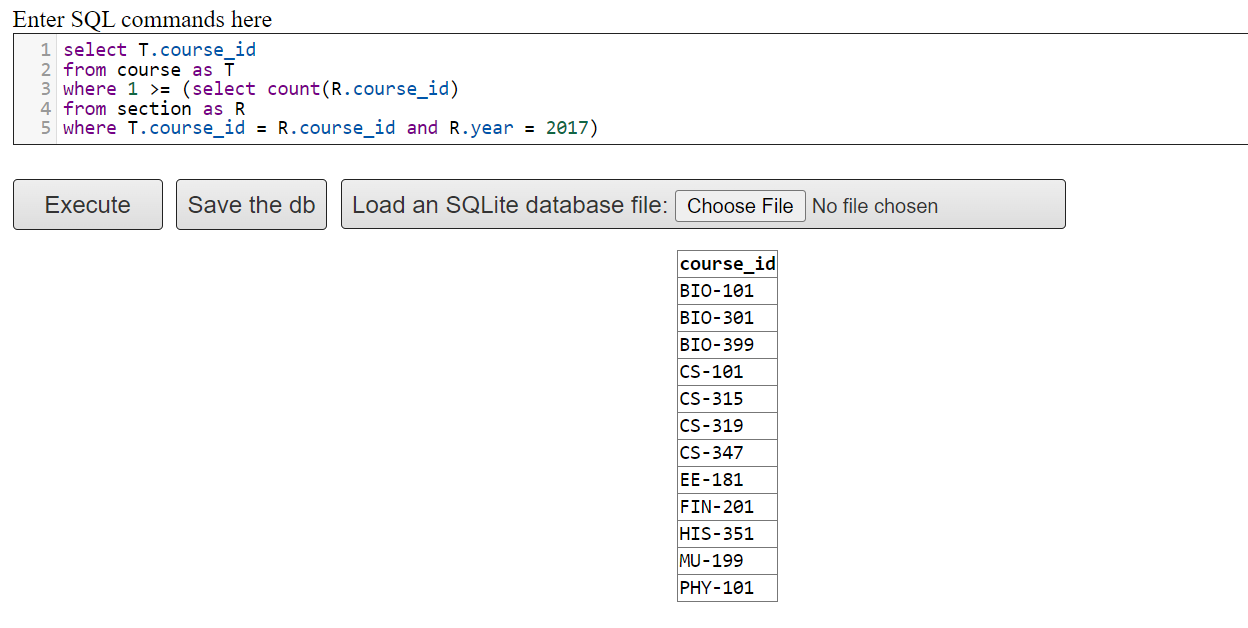 Enter SQL commands here
1 select T.course_id
2 from course as T
3 where 1 >= (select count(R.course_id)
4 from section as R
5 where T.course_id = R.course_id and R.year = 2017)
Execute Save the db Load an SQLite database file: Choose File No file chosen
course_id
BIO-101
BIO-301
BIO-399
CS-101
CS-315
CS-319
CS-347
EE-181
FIN-201
HIS-351
MU-199
PHY-101